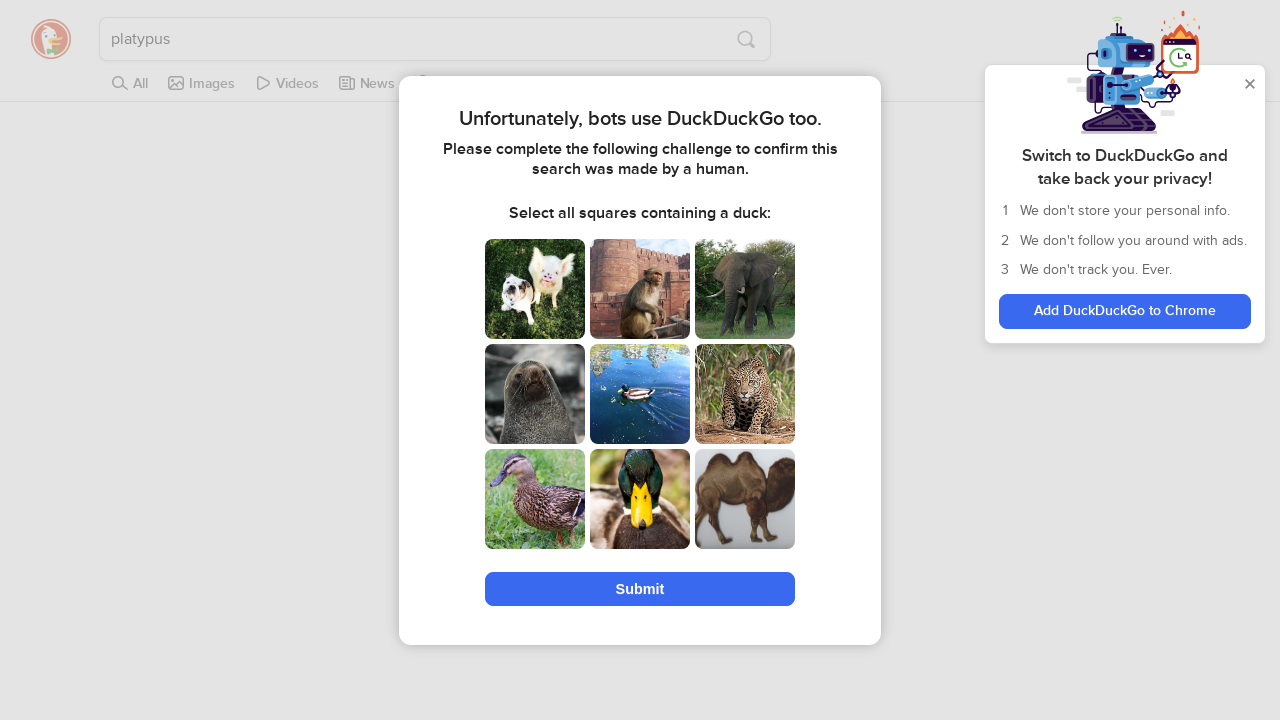 platypus
All
Images
Videos
News
Unfortunately, bots use DuckDuckGo too.
Please complete the following challenge to confirm this
search was made by a human.
Select all squares containing a duck:
Submit
Switch to DuckDuckGo and
take back your privacy!
1 We don't store your personal info.
2 We don't follow you around with ads.
3 We don't track you. Ever.
Add DuckDuckGo to Chrome